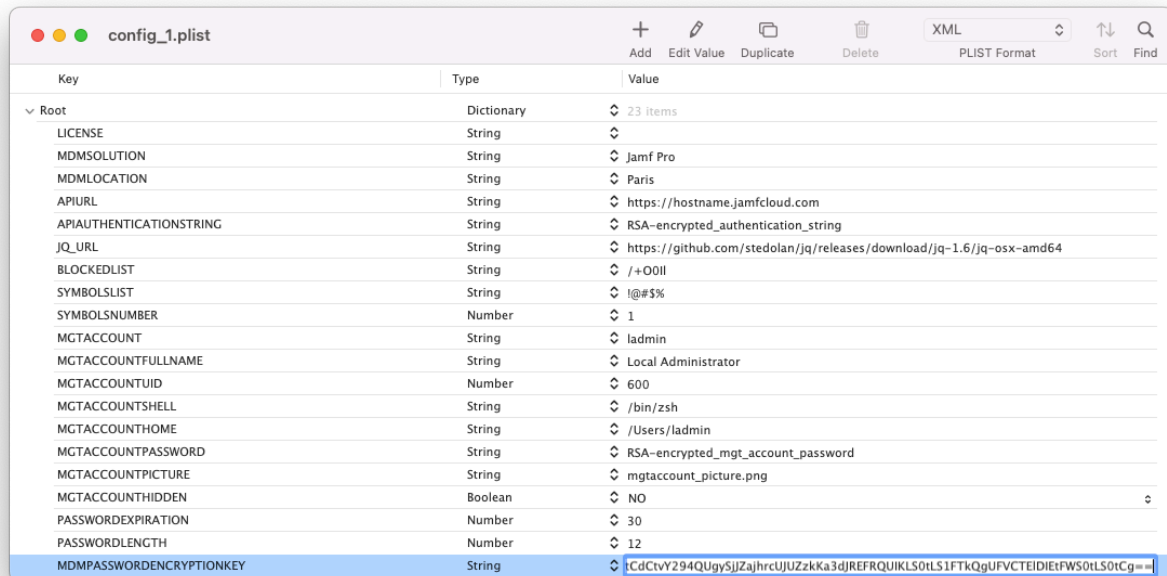 config_1.plist
Add Edit Value Duplicate Delete XML PLIST Format Sort Find
Key Type Value
Root Dictionary 23 items
LICENSE String
MDMSOLUTION String Jamf Pro
MDMLOCATION String Paris
APIURL String https://hostname.jamfcloud.com
APIAUTHENTICATIONSTRING String RSA-encrypted_authentication_string
JQ_URL String https://github.com/stedolan/jq/releases/download/jq-1.6/jq-osx-amd64
BLOCKEDLIST String /+O0Il
SYMBOLSLIST String !@#$%
SYMBOLSNUMBER Number 1
MGTACCOUNT String ladmin
MGTACCOUNTFULLNAME String Local Administrator
MGTACCOUNTUID Number 600
MGTACCOUNTSHELL String /bin/zsh
MGTACCOUNTHOME String /Users/ladmin
MGTACCOUNTPASSWORD String RSA-encrypted_mgt_account_password
MGTACCOUNTPICTURE String mgtaccount_picture.png
MGTACCOUNTHIDDEN Boolean NO
PASSWORDEXPIRATION Number 30
PASSWORDLENGTH Number 12
MDMPASSWORDENCRYPTIONKEY String